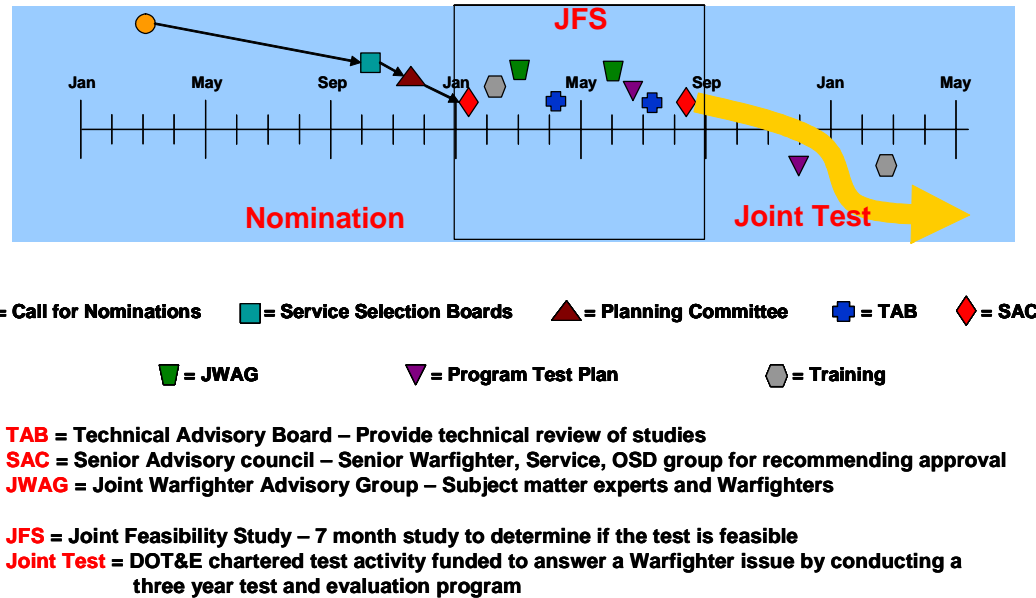 JFS
Jan May Sep Jan May Sep Jan May
Nomination Joint Test
= Call for Nominations = Service Selection Boards = Planning Committee = TAB = SAC
= JWAG = Program Test Plan = Training
TAB = Technical Advisory Board – Provide technical review of studies
SAC = Senior Advisory council – Senior Warfighter, Service, OSD group for recommending approval
JWAG = Joint Warfighter Advisory Group – Subject matter experts and Warfighters
JFS = Joint Feasibility Study – 7 month study to determine if the test is feasible
Joint Test = DOT&E chartered test activity funded to answer a Warfighter issue by conducting a
three year test and evaluation program